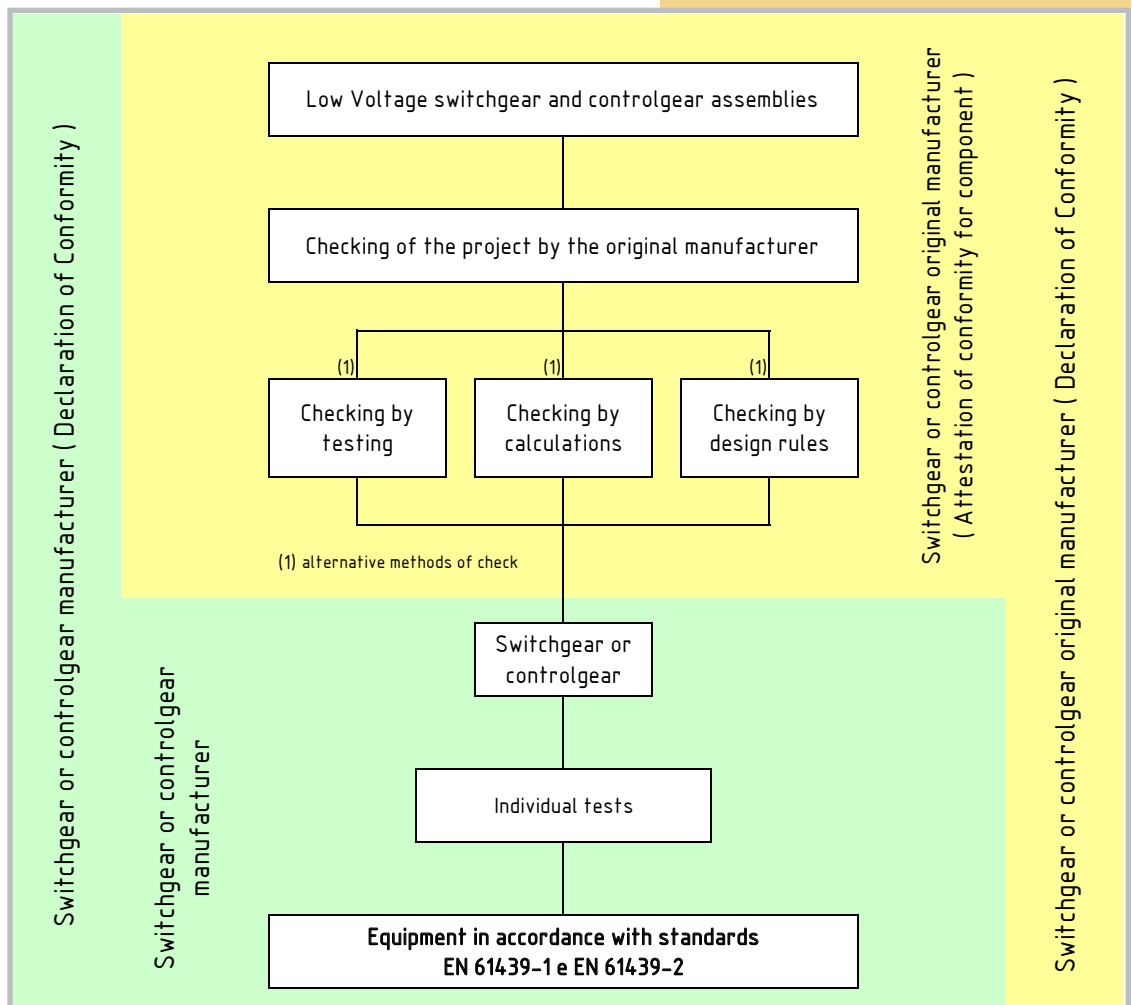 Low Voltage switchgear and controlgear assemblies
Checking of the project by the original manufacturer
(1)
(1)
(1)
Checking by
testing
Checking by
calculations
Checking by
design rules
(1) alternative methods of check
Switchgear or
controlgear
Individual tests
Equipment in accordance with standards
EN 61439-1 e EN 61439-2
Switchgear or controlgear manufacturer ( Declaration of Conformity )
Switchgear or controlgear
manufacturer
Switchgear or controlgear original manufacturer
( Attestation of conformity for component )
Switchgear or controlgear original manufacturer ( Declaration of Conformity)